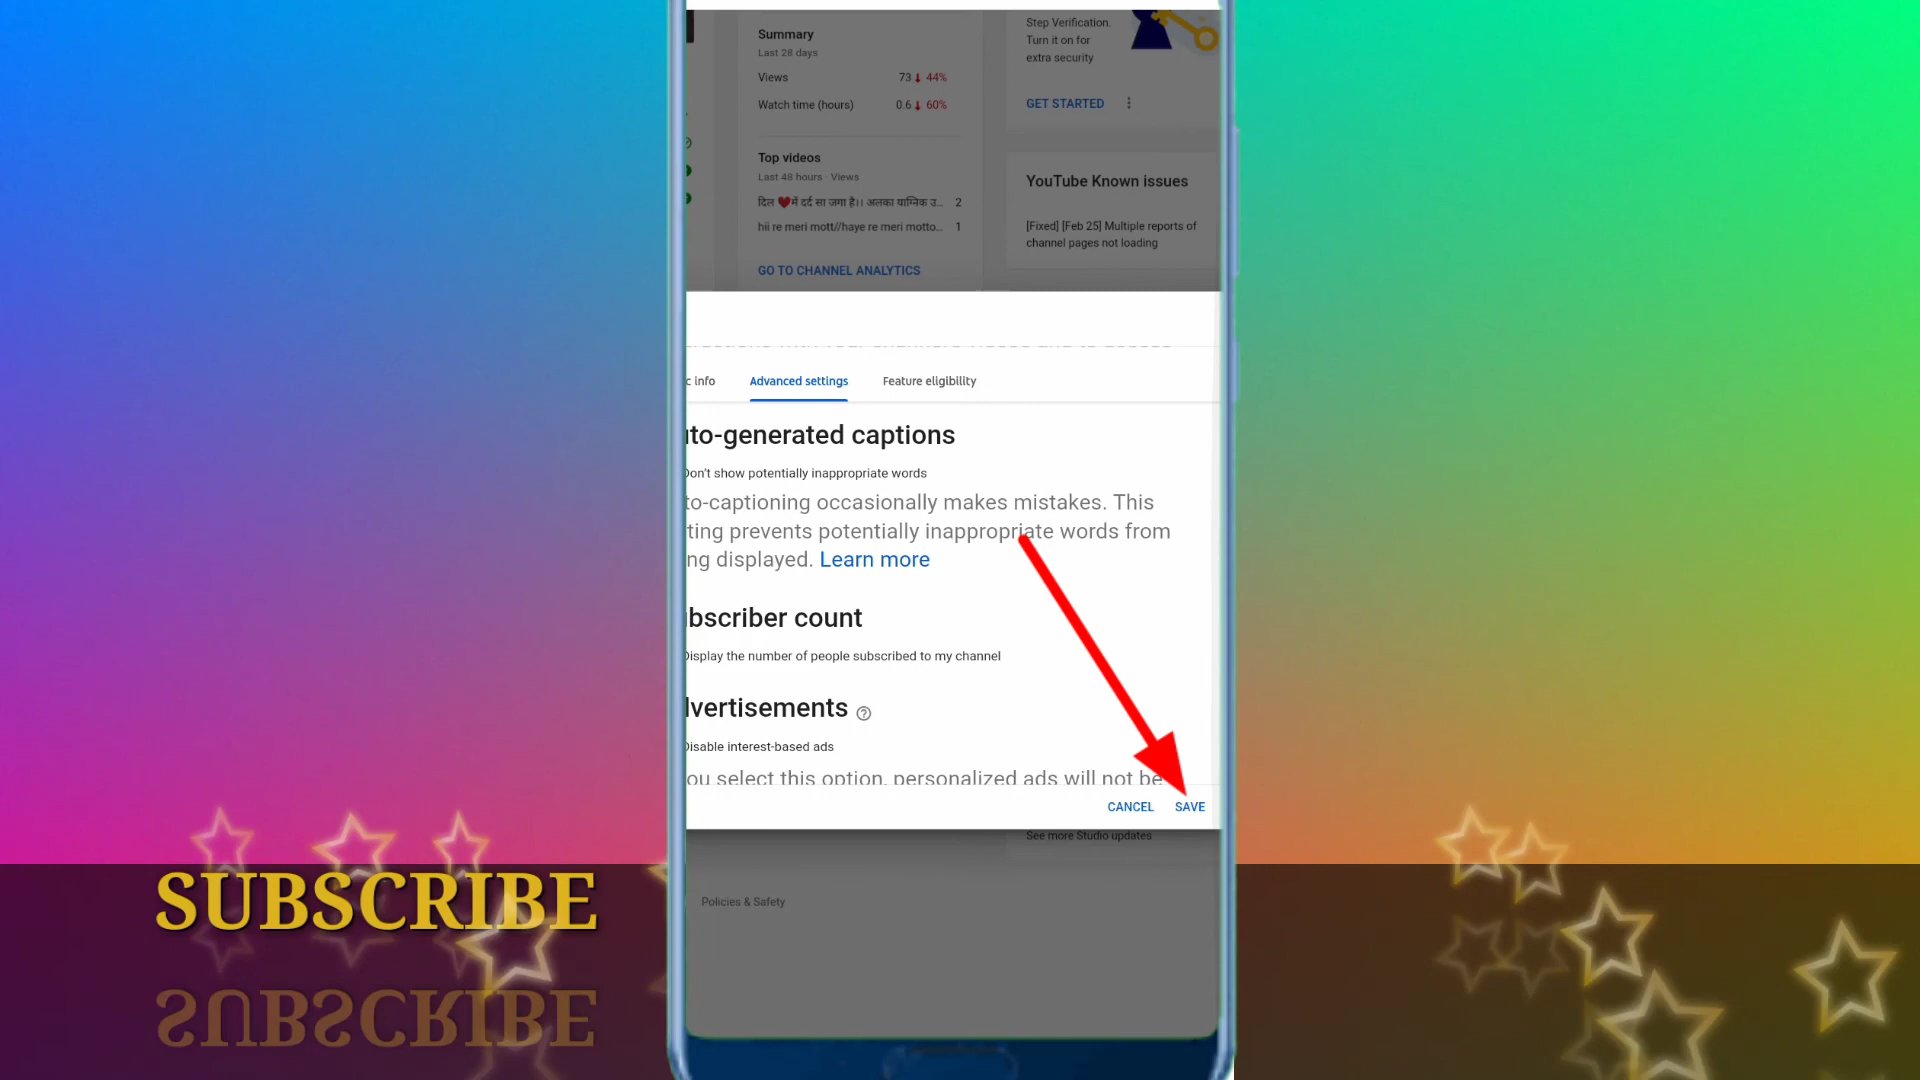 Summary
Last 28 days
Views 73 44%
Watch time (hours) 0.6 60%
Top videos
Last 48 hours · Views
दिल ❤️में दर्द सा जगा है।। अलका याग्निक उ... 2
hii re meri mott//haye re meri motto... 1
GO TO CHANNEL ANALYTICS
Step Verification.
Turn it on for
extra security
GET STARTED
YouTube Known issues
[Fixed] [Feb 25] Multiple reports of
channel pages not loading
c info Advanced settings Feature eligibility
to-generated captions
Don't show potentially inappropriate words
to-captioning occasionally makes mistakes. This
ting prevents potentially inappropriate words from
ng displayed. Learn more
bscriber count
Display the number of people subscribed to my channel
vertisements
Disable interest-based ads
ou select this option, personalized ads will not be
CANCEL SAVE
See more Studio updates
Policies & Safety
SUBSCRIBE
SUBSCRIBE